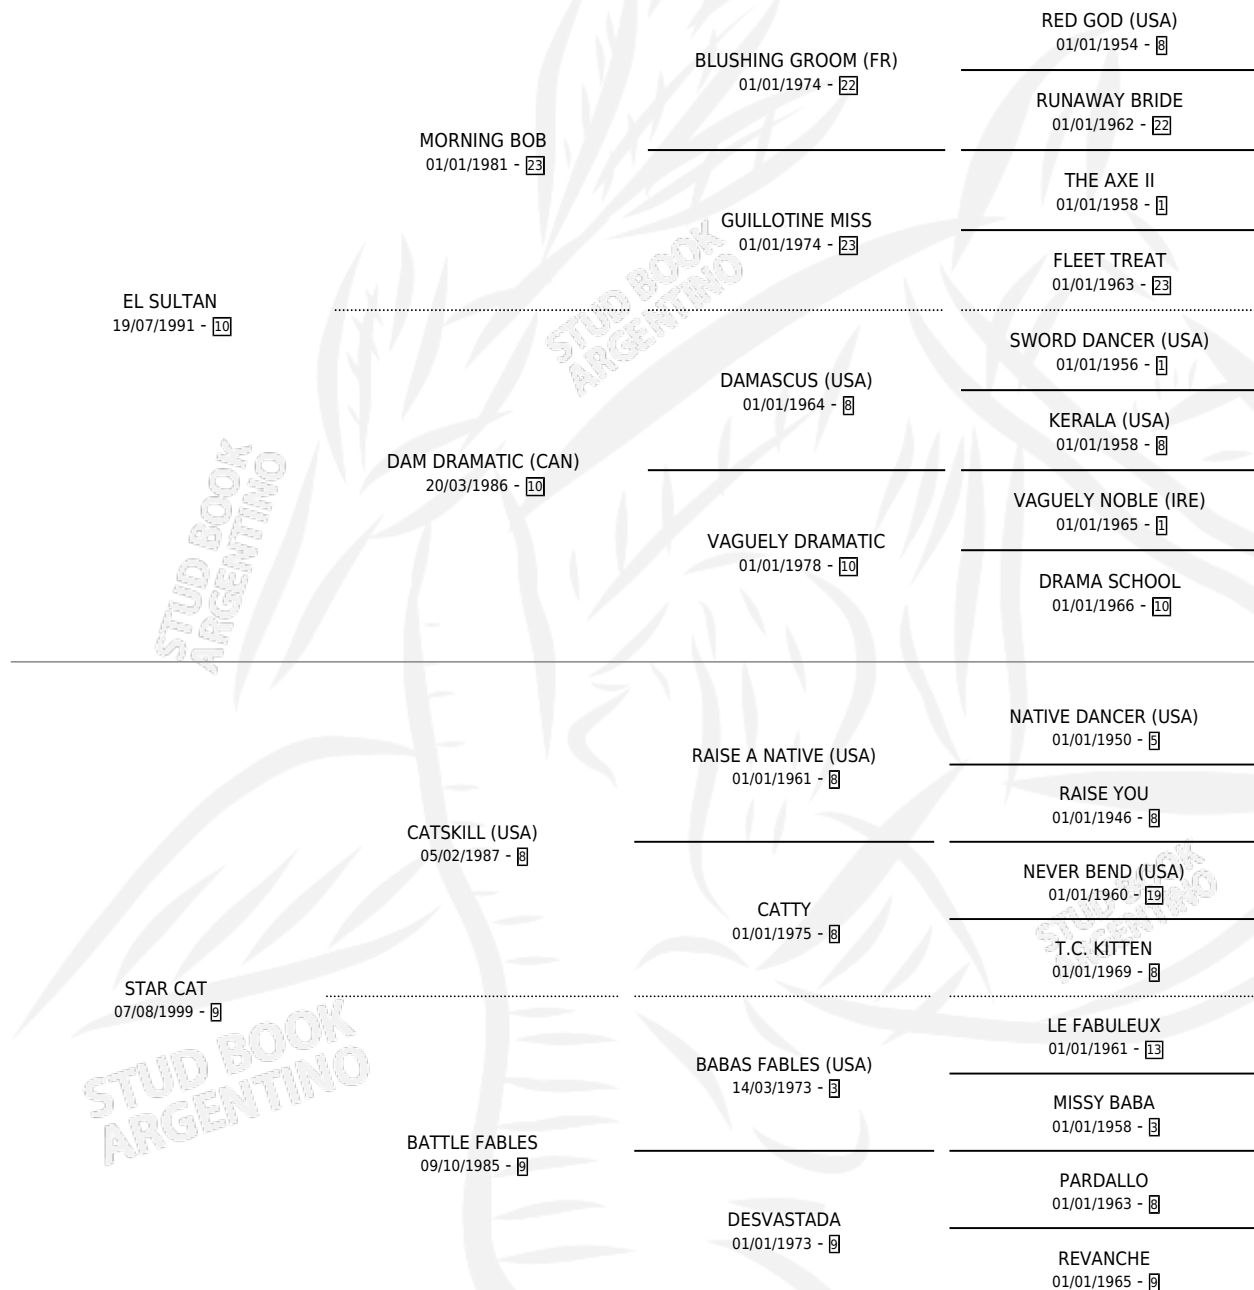 RED GOD (USA)
01/01/1954 - 8
BLUSHING GROOM (FR)
01/01/1974 - 22
RUNAWAY BRIDE
01/01/1962 - 22
MORNING BOB
01/01/1981 - 23
THE AXE II
01/01/1958 - 1
GUILLOTINE MISS
01/01/1974 - 23
FLEET TREAT
01/01/1963 - 23
EL SULTAN
19/07/1991 - 10
SWORD DANCER (USA)
01/01/1956 - 1
DAMASCUS (USA)
01/01/1964 - 8
KERALA (USA)
01/01/1958 - 8
DAM DRAMATIC (CAN)
20/03/1986 - 10
VAGUELY NOBLE (IRE)
01/01/1965 - 1
VAGUELY DRAMATIC
01/01/1978 - 10
DRAMA SCHOOL
01/01/1966 - 10
NATIVE DANCER (USA)
01/01/1950 - 5
RAISE A NATIVE (USA)
01/01/1961 - 8
RAISE YOU
01/01/1946 - 8
CATSKILL (USA)
05/02/1987 - 8
NEVER BEND (USA)
01/01/1960 - 19
CATTY
01/01/1975 - 8
T.C. KITTEN
01/01/1969 - 8
STAR CAT
07/08/1999 - 9
LE FABULEUX
01/01/1961 - 13
BABAS FABLES (USA)
14/03/1973 - 3
MISSY BABA
01/01/1958 - 3
BATTLE FABLES
09/10/1985 - 9
PARDALLO
01/01/1963 - 8
DESVASTADA
01/01/1973 - 9
REVANCHE
01/01/1965 - 9
STUD BOOK
ARGENTINO
STUD BOOK
ARGENTINO
STUD BOOK
ARGENTINO
STUD BOOK
ARGENTINO